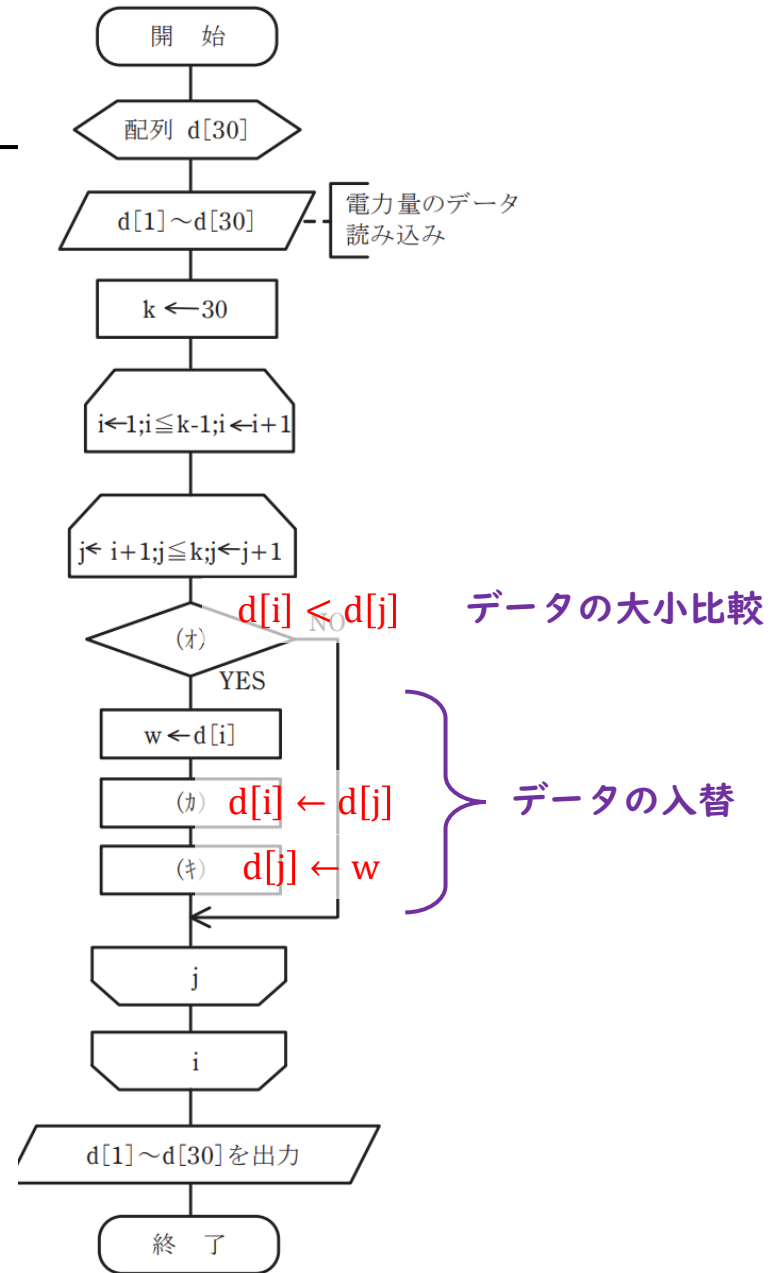 開 始
配列 d[30]
d[1]～d[30]
電力量のデータ
読み込み
k ←30
i←1;i≦k-1;i←i+1
j← i+1;j≦k;j←j+1
d[i] < d[j]
データの大小比較
NO
(ｵ)
YES
w←d[i]
(ｶ)
d[i] ← d[j]
データの入替
(ｷ)
d[j] ← w
j
i
d[1]～d[30]を出力
終 了